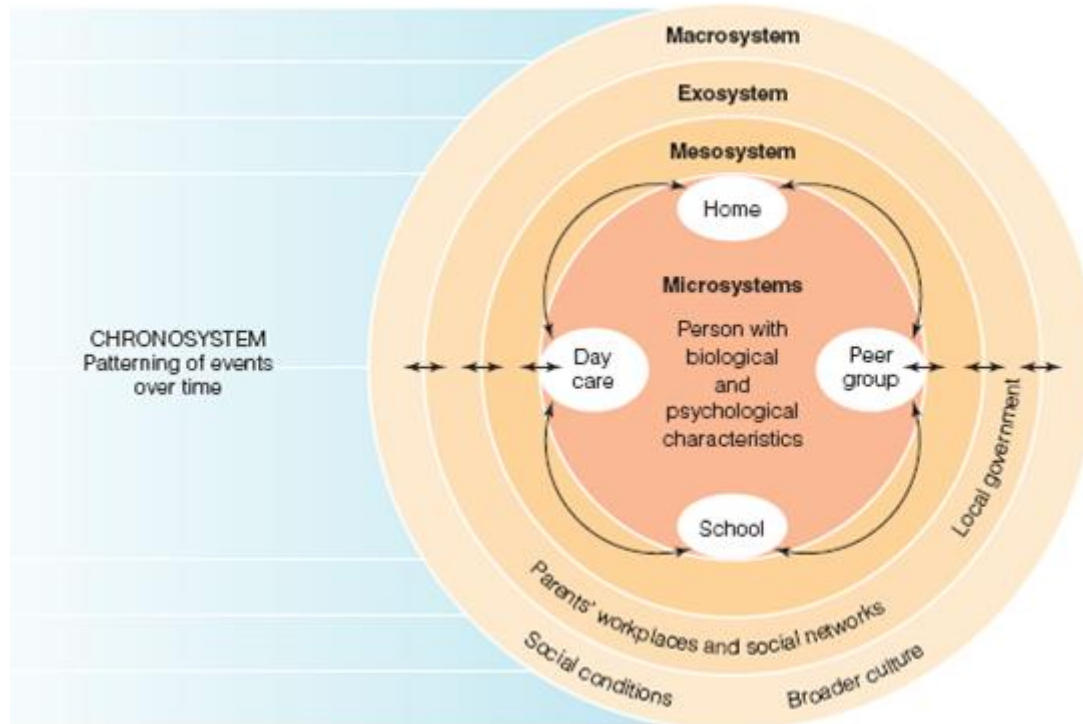 Macrosystem
Exosystem
Mesosystem
Home
Microsystems
Person with
biological
and
psychological
characteristics
CHRONOSYSTEM
Patterning of events
over time
Day
care
Peer
group
School
Local government
Parents' workplaces and social networks
Social conditions
Broader culture